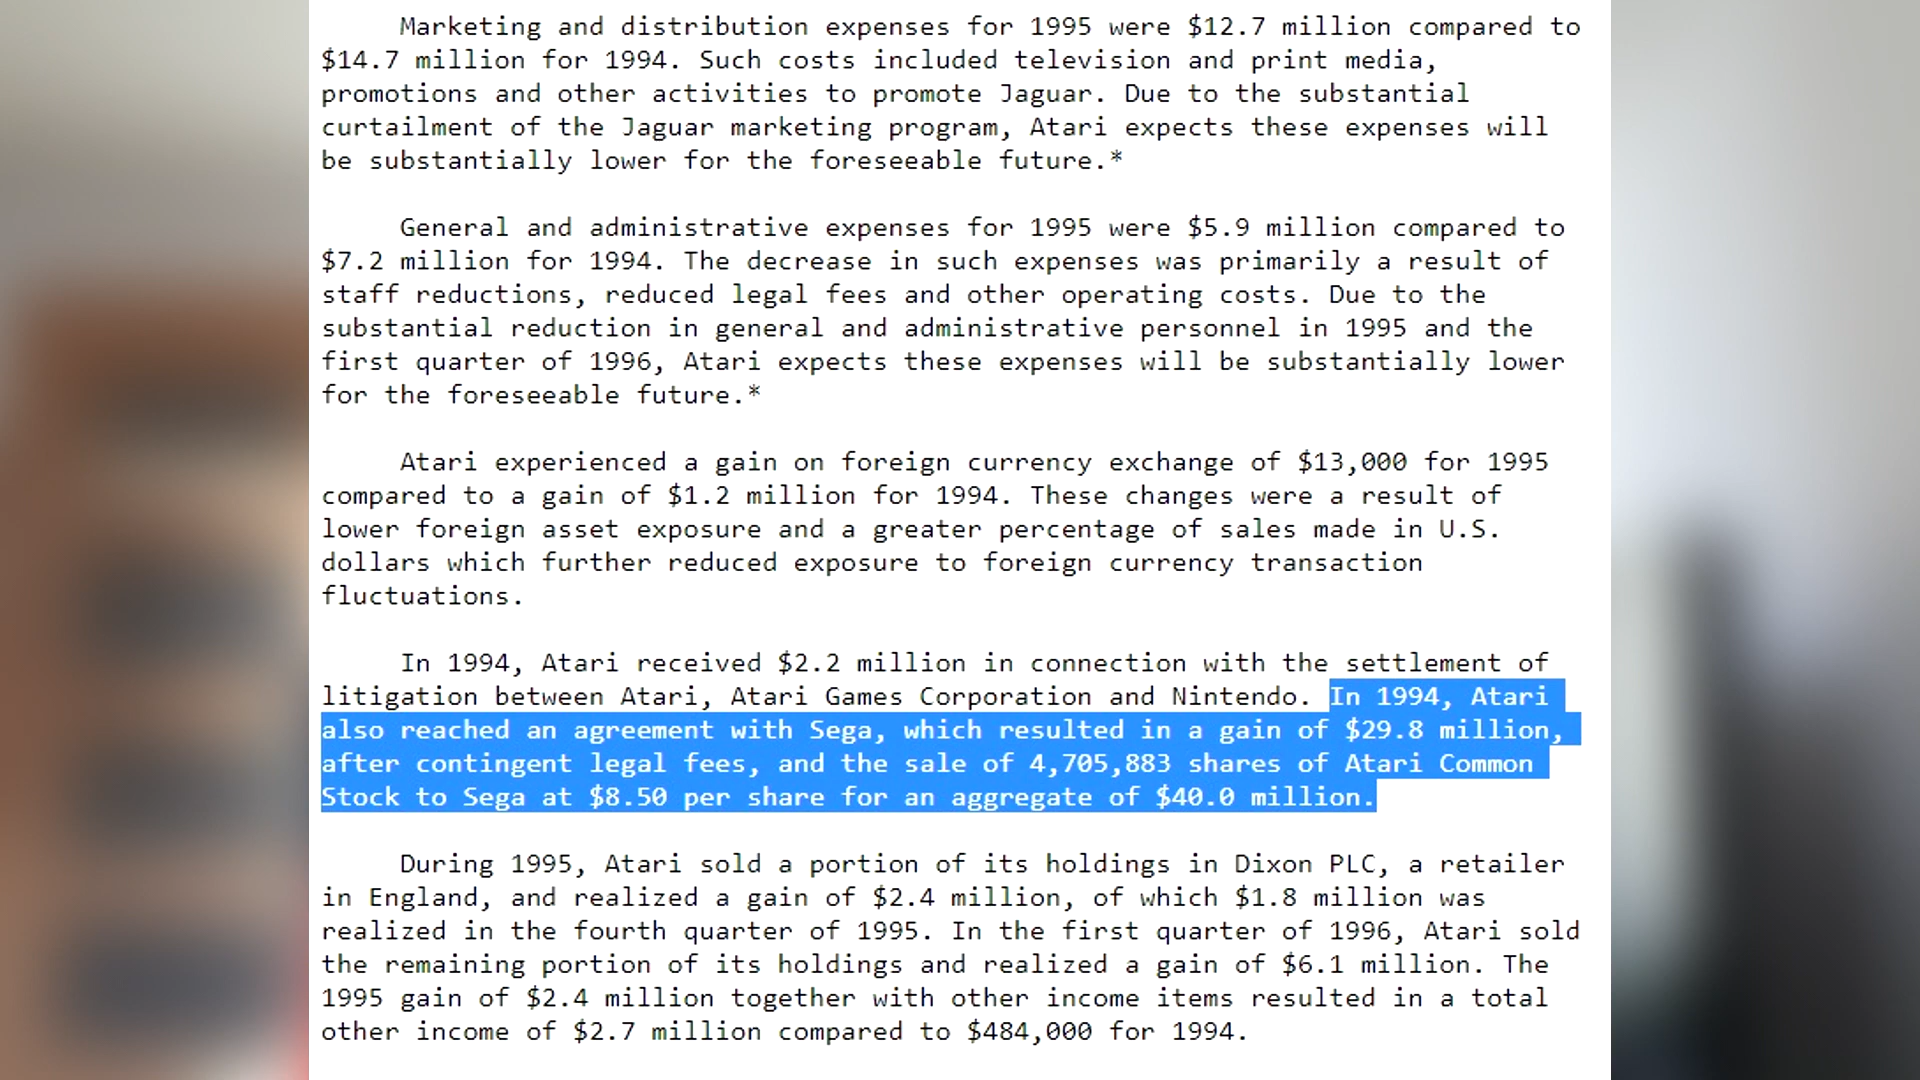 Marketing and distribution expenses for 1995 were $12.7 million compared to
$14.7 million for 1994. Such costs included television and print media,
promotions and other activities to promote Jaguar. Due to the substantial
curtailment of the Jaguar marketing program, Atari expects these expenses will
be substantially lower for the foreseeable future.*
General and administrative expenses for 1995 were $5.9 million compared to
$7.2 million for 1994. The decrease in such expenses was primarily a result of
staff reductions, reduced legal fees and other operating costs. Due to the
substantial reduction in general and administrative personnel in 1995 and the
first quarter of 1996, Atari expects these expenses will be substantially lower
for the foreseeable future.*
Atari experienced a gain on foreign currency exchange of $13,000 for 1995
compared to a gain of $1.2 million for 1994. These changes were a result of
lower foreign asset exposure and a greater percentage of sales made in U.S.
dollars which further reduced exposure to foreign currency transaction
fluctuations.
In 1994, Atari received $2.2 million in connection with the settlement of
litigation between Atari, Atari Games Corporation and Nintendo. In 1994, Atari
also reached an agreement with Sega, which resulted in a gain of $29.8 million,
after contingent legal fees, and the sale of 4,705,883 shares of Atari Common
Stock to Sega at $8.50 per share for an aggregate of $40.0 million.
During 1995, Atari sold a portion of its holdings in Dixon PLC, a retailer
in England, and realized a gain of $2.4 million, of which $1.8 million was
realized in the fourth quarter of 1995. In the first quarter of 1996, Atari sold
the remaining portion of its holdings and realized a gain of $6.1 million. The
1995 gain of $2.4 million together with other income items resulted in a total
other income of $2.7 million compared to $484,000 for 1994.